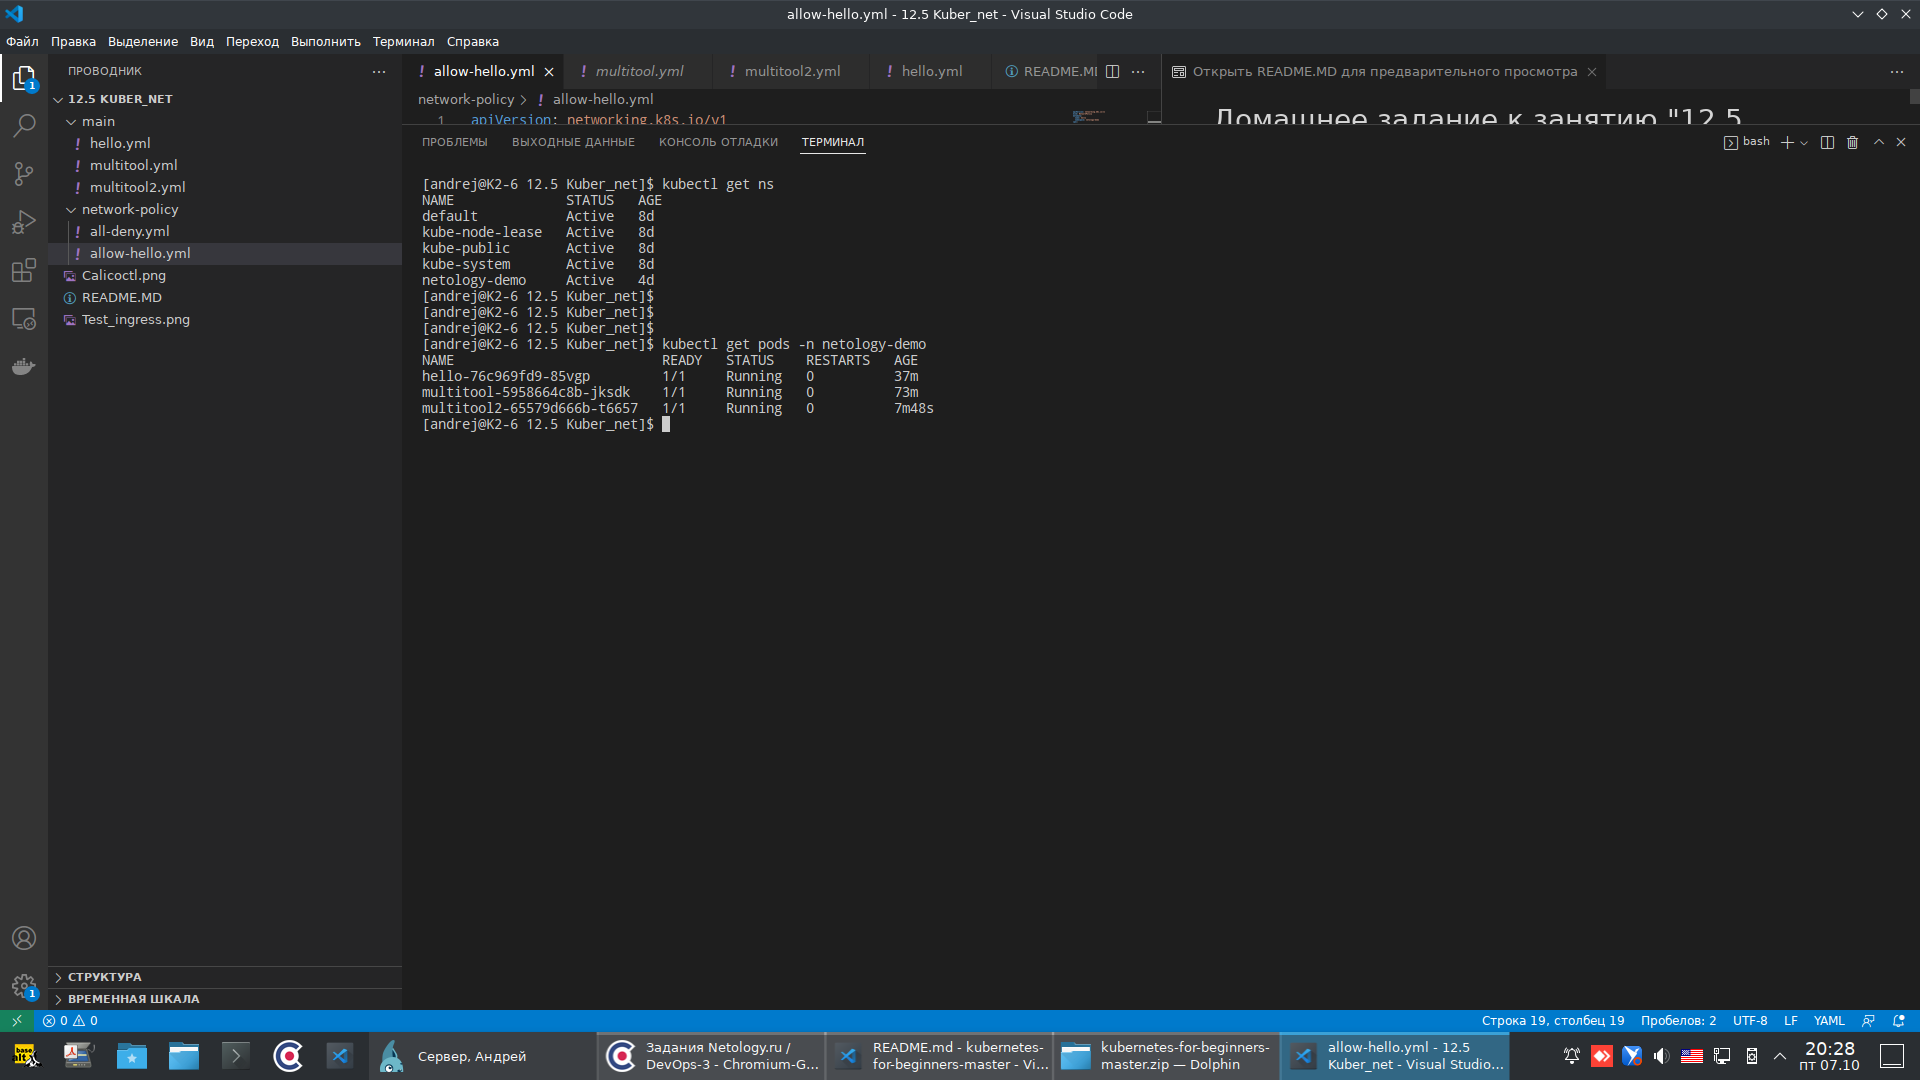 allow-hello.yml - 12.5 Kuber_net - Visual Studio Code
Файл Правка Выделение Вид Переход Выполнить Терминал Справка
ПРОВОДНИК
12.5 KUBER_NET
main
hello.yml
multitool.yml
multitool2.yml
network-policy
all-deny.yml
allow-hello.yml
Calicoctl.png
README.MD
Test_ingress.png
СТРУКТУРА
ВРЕМЕННАЯ ШКАЛА
allow-hello.yml multitool.yml multitool2.yml hello.yml README.MD
network-policy > allow-hello.yml
1 apiVersion: networking.k8s.io/v1
Открыть README.MD для предварительного просмотра
Домашнее задание к занятию "12.5
ПРОБЛЕМЫ ВЫХОДНЫЕ ДАННЫЕ КОНСОЛЬ ОТЛАДКИ ТЕРМИНАЛ
bash
[andrej@K2-6 12.5 Kuber_net]$ kubectl get ns
NAME STATUS AGE
default Active 8d
kube-node-lease Active 8d
kube-public Active 8d
kube-system Active 8d
netology-demo Active 4d
[andrej@K2-6 12.5 Kuber_net]$
[andrej@K2-6 12.5 Kuber_net]$
[andrej@K2-6 12.5 Kuber_net]$
[andrej@K2-6 12.5 Kuber_net]$ kubectl get pods -n netology-demo
NAME READY STATUS RESTARTS AGE
hello-76c969fd9-85vgp 1/1 Running 0 37m
multitool-5958664c8b-jksdk 1/1 Running 0 73m
multitool2-65579d666b-t6657 1/1 Running 0 7m48s
[andrej@K2-6 12.5 Kuber_net]$
0 0
Строка 19, столбец 19 Пробелов: 2 UTF-8 LF YAML
Сервер, Андрей
Задания Netology.ru /
DevOps-3 - Chromium-G...
README.md - kubernetes-
for-beginners-master - Vi...
kubernetes-for-beginners-
master.zip — Dolphin
allow-hello.yml - 12.5
Kuber_net - Visual Studio...
20:28
пт 07.10